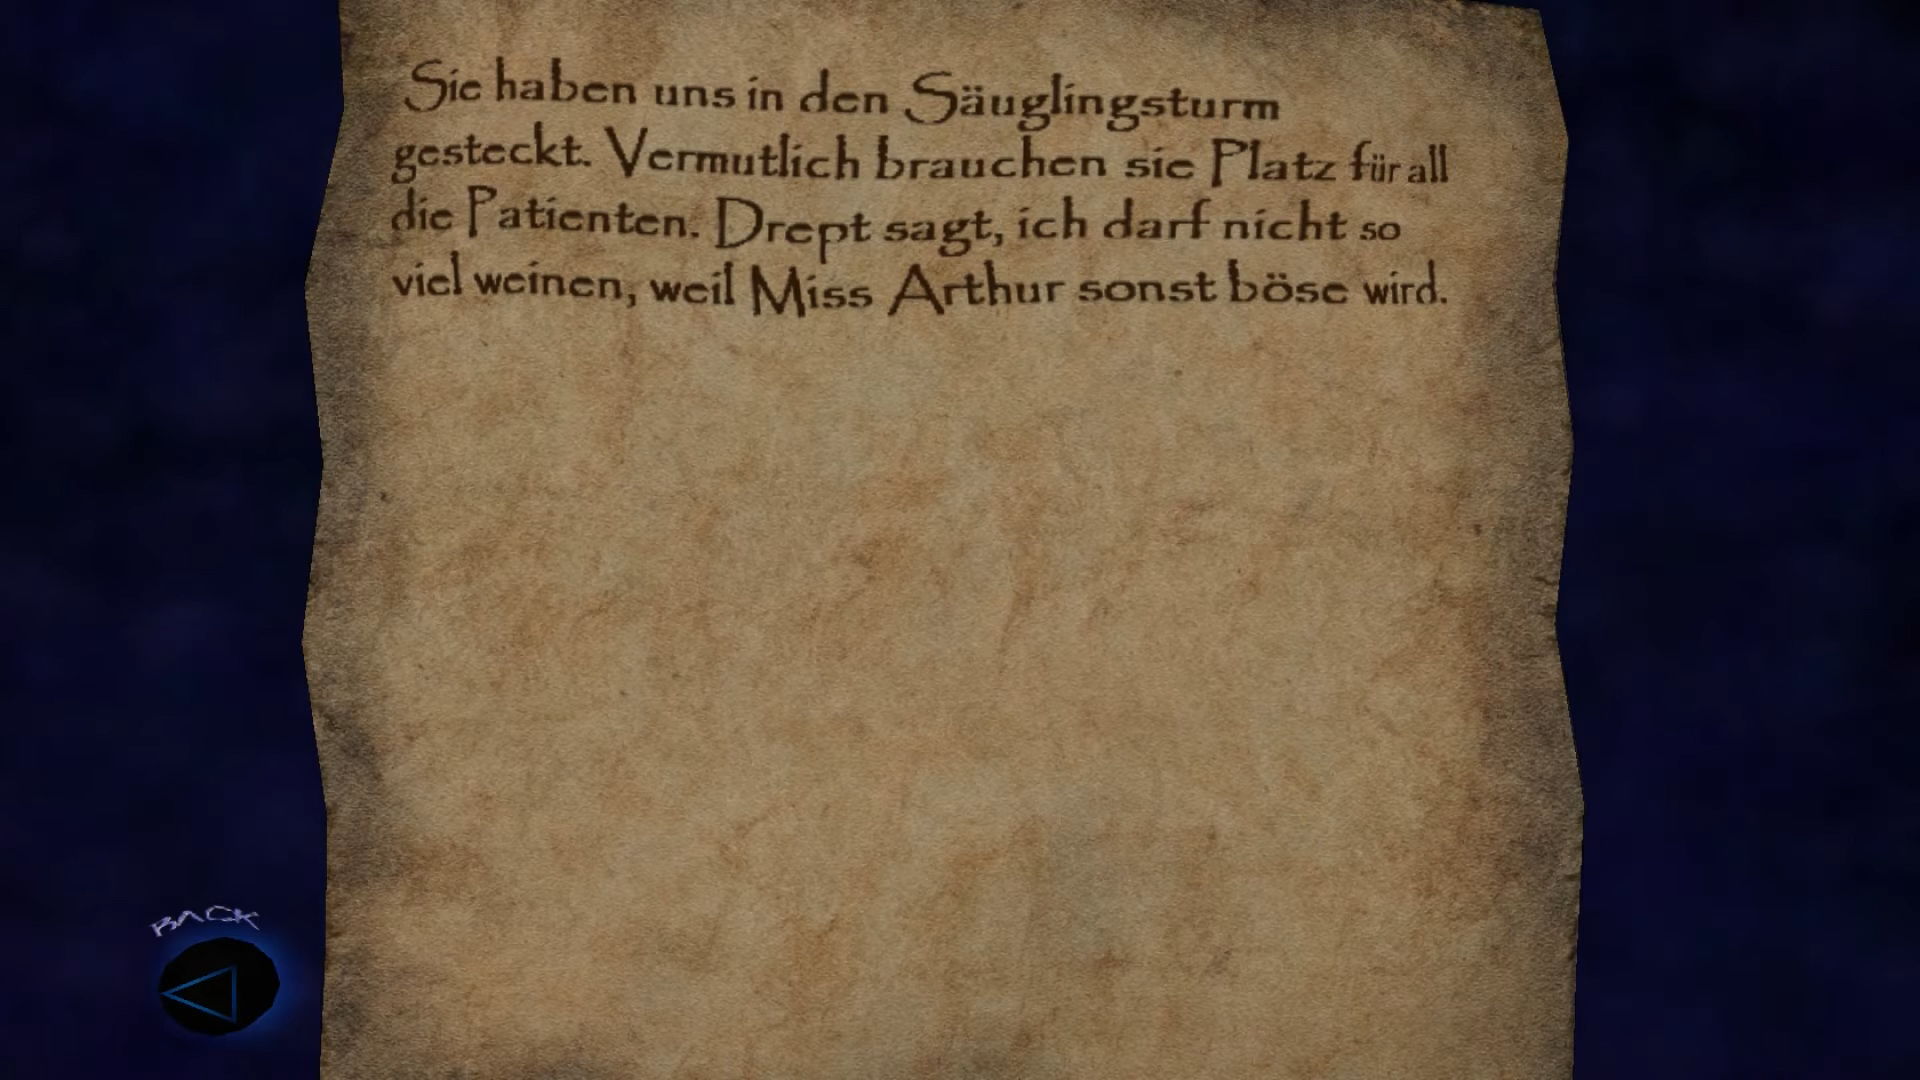 Sie haben uns in den Säuglingsturm
gesteckt. Vermutlich brauchen sie Platz für all
die Patienten. Drept sagt, ich darf nicht so
viel weinen, weil Miss Arthur sonst böse wird.
BACK